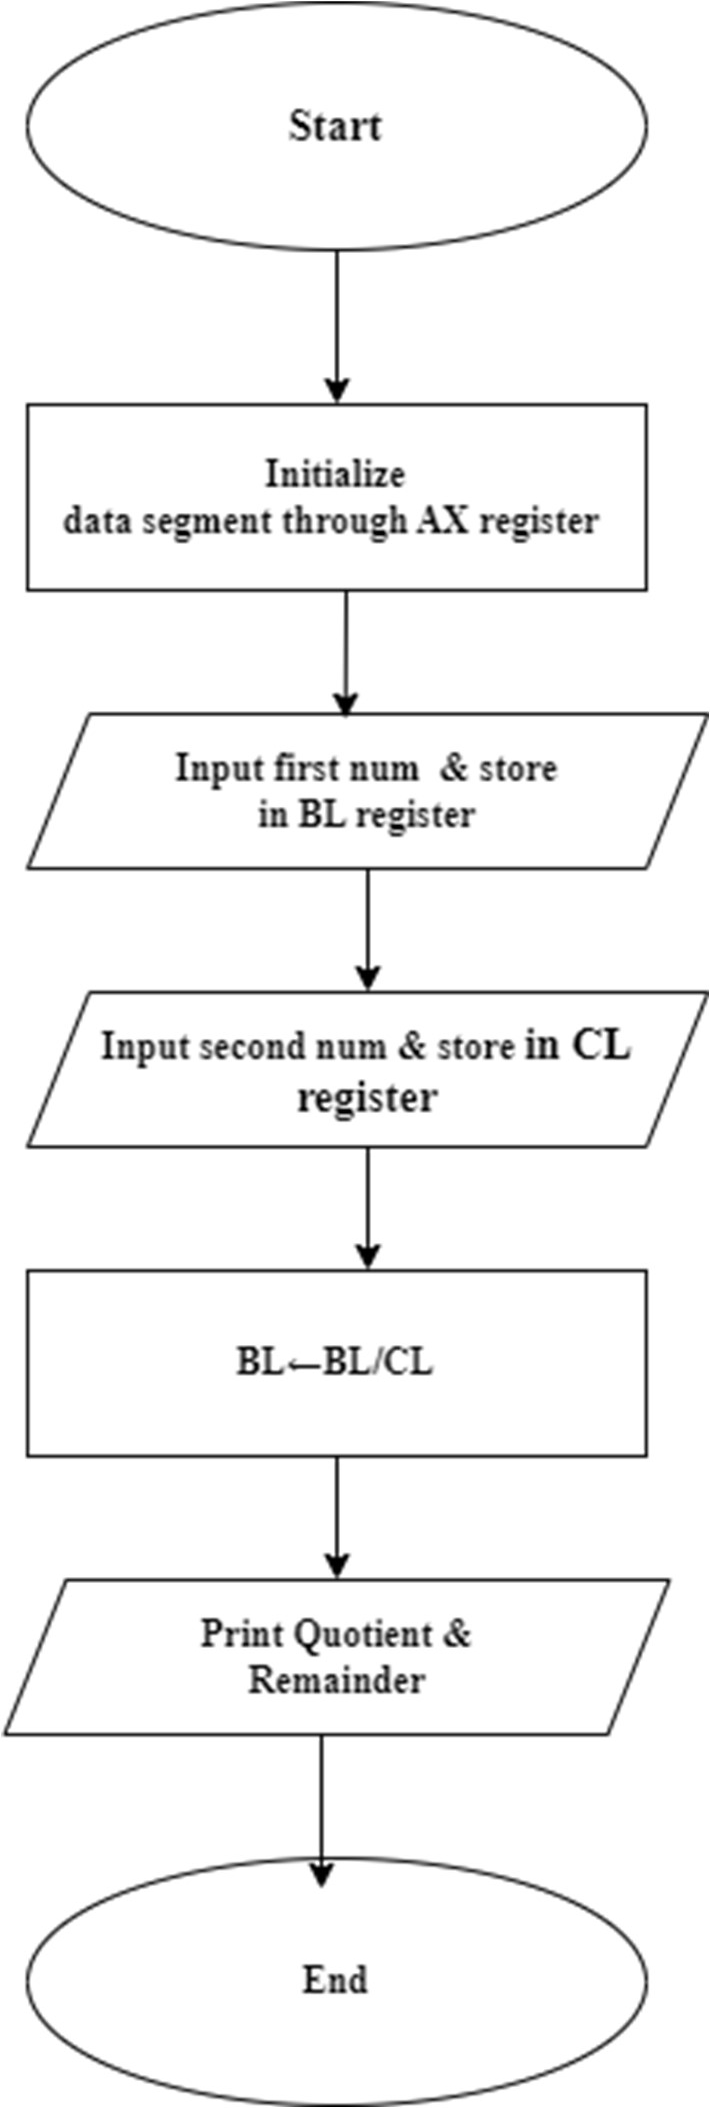 Start
Initialize
data segment through AX register
Input first num & store
in BL register
Input second num & store in CL
register
BL←BL/CL
Print Quotient &
Remainder
End